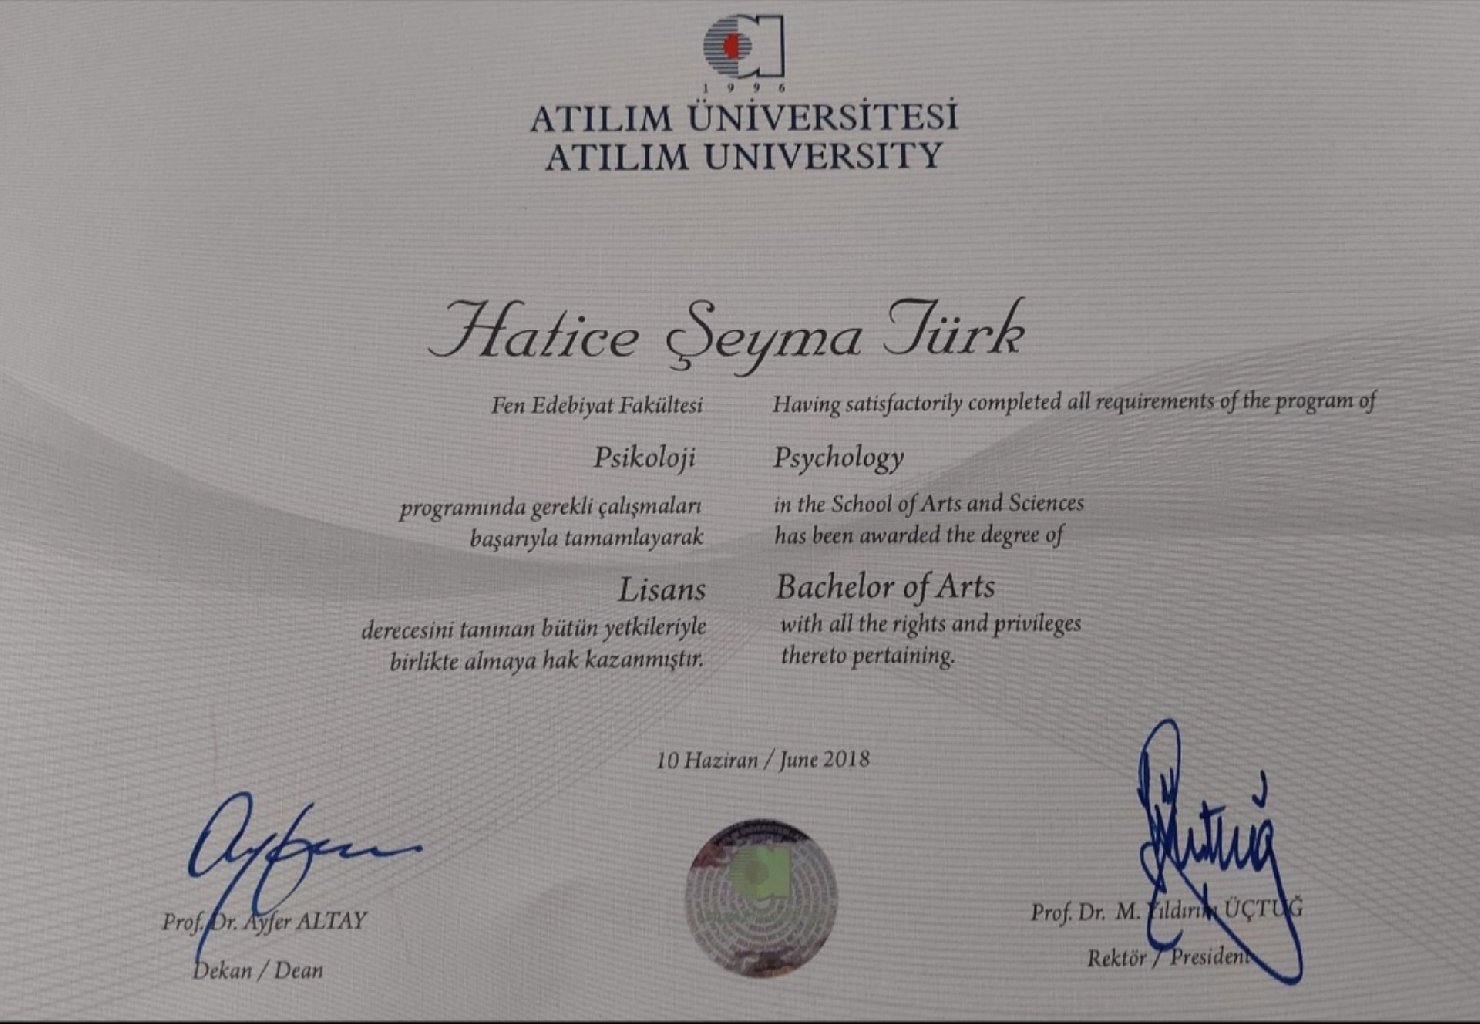 1 9 9 6
ATILIM ÜNİVERSİTESİ
ATILIM UNIVERSITY
Hatice Şeyma Türk
Fen Edebiyat Fakültesi
Psikoloji
programında gerekli çalışmaları
başarıyla tamamlayarak
Lisans
derecesini tanınan bütün yetkileriyle
birlikte almaya hak kazanmıştır.
Having satisfactorily completed all requirements of the program of
Psychology
in the School of Arts and Sciences
has been awarded the degree of
Bachelor of Arts
with all the rights and privileges
thereto pertaining.
10 Haziran / June 2018
Prof. Dr. Ayfer ALTAY
Dekan / Dean
Prof. Dr. M. Yıldırım ÜÇTUĞ
Rektör / President